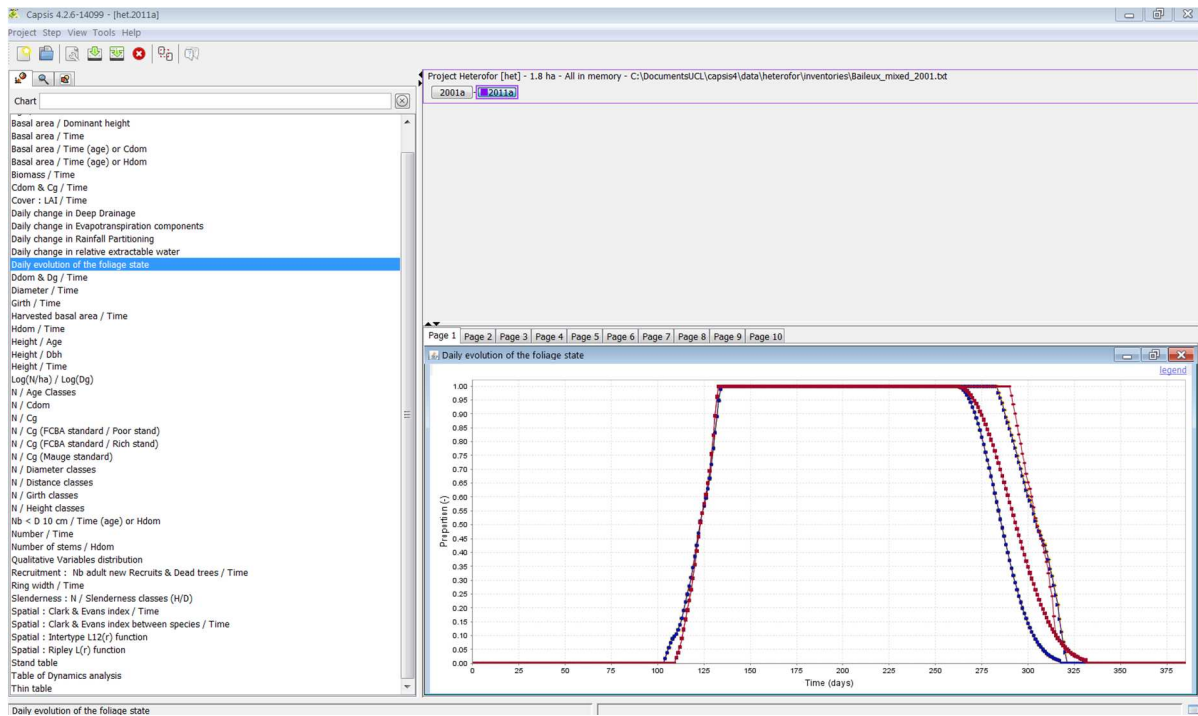 Capsis 4.2.6-14099 - [het.2011a]
Project Step View Tools Help
Chart
Basal area / Dominant height
Basal area / Time
Basal area / Time (age) or Cdom
Basal area / Time (age) or Hdom
Biomass / Time
Cdom & Cg / Time
Cover : LAI / Time
Daily change in Deep Drainage
Daily change in Evapotranspiration components
Daily change in Rainfall Partitioning
Daily change in relative extractable water
Daily evolution of the foliage state
Ddom & Dg / Time
Diameter / Time
Girth / Time
Harvested basal area / Time
Hdom / Time
Height / Age
Height / Dbh
Height / Time
Log(N/ha) / Log(Dg)
N / Age Classes
N / Cdom
N / Cg
N / Cg (FCBA standard / Poor stand)
N / Cg (FCBA standard / Rich stand)
N / Cg (Mauge standard)
N / Diameter classes
N / Distance classes
N / Girth classes
N / Height classes
Nb < D 10 cm / Time (age) or Hdom
Number / Time
Number of stems / Hdom
Qualitative Variables distribution
Recruitment : Nb adult new Recruits & Dead trees / Time
Ring width / Time
Slenderness : N / Slenderness classes (H/D)
Spatial : Clark & Evans index / Time
Spatial : Clark & Evans index between species / Time
Spatial : Intertype L12(r) function
Spatial : Ripley L(r) function
Stand table
Table of Dynamics analysis
Thin table
Daily evolution of the foliage state
Project Heterofor [het] - 1.8 ha - All in memory - C:\DocumentsUCL\capsis4\data\heterofor\inventories\Baileux_mixed_2001.txt
2001a 2011a
Page 1 Page 2 Page 3 Page 4 Page 5 Page 6 Page 7 Page 8 Page 9 Page 10
Daily evolution of the foliage state
legend
1.00
0.95
0.90
0.85
0.80
0.75
0.70
0.65
0.60
0.55
0.50
0.45
0.40
0.35
0.30
0.25
0.20
0.15
0.10
0.05
0.00
Proportion (-)
0 25 50 75 100 125 150 175 200 225 250 275 300 325 350 375
Time (days)